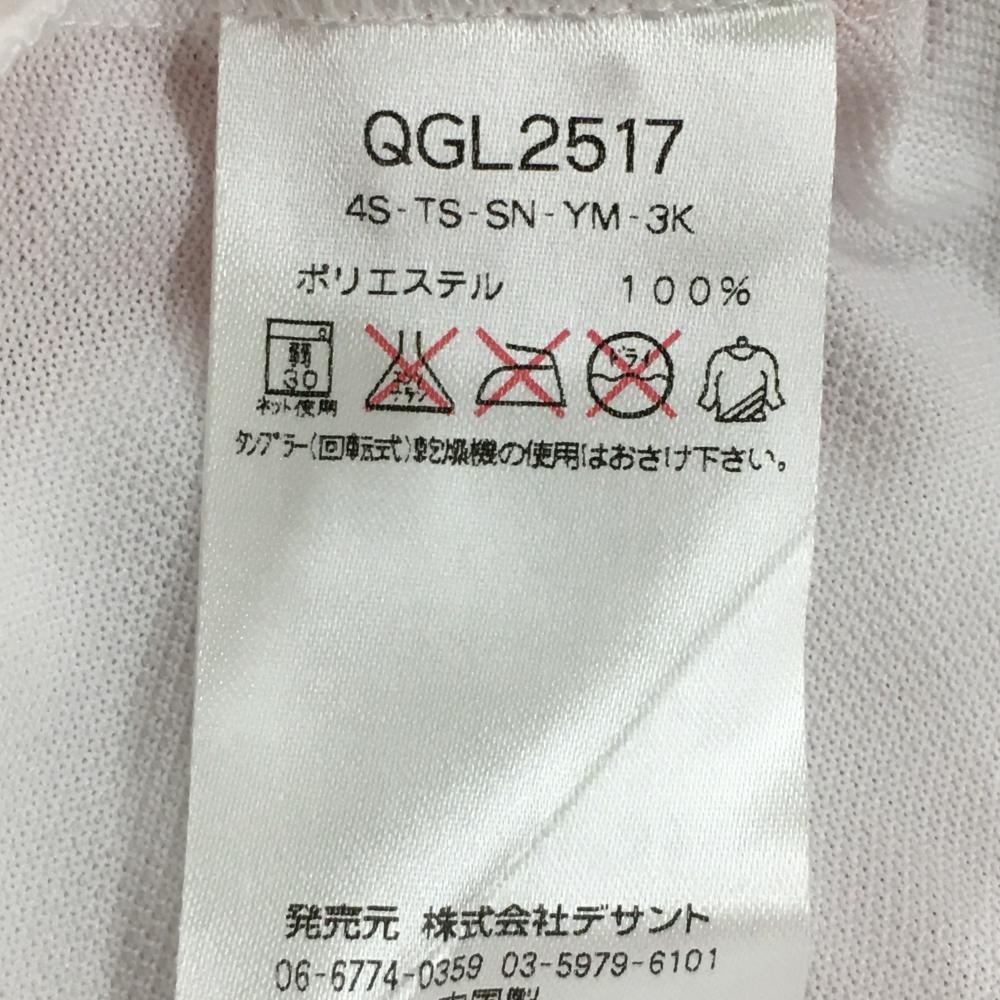 QGL2517
4S-TS-SN-YM-3K
ポリエステル 100%
弱
30
ネット使用
エンソ
サラシ
ドライ
タンブラー(回転式)乾燥機の使用はおさけ下さい。
発売元 株式会社デサント
06-6774-0359 03-5979-6101
中国製